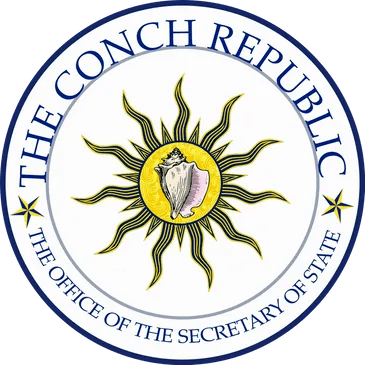 THE CONCH REPUBLIC
THE OFFICE OF THE SECRETARY OF STATE